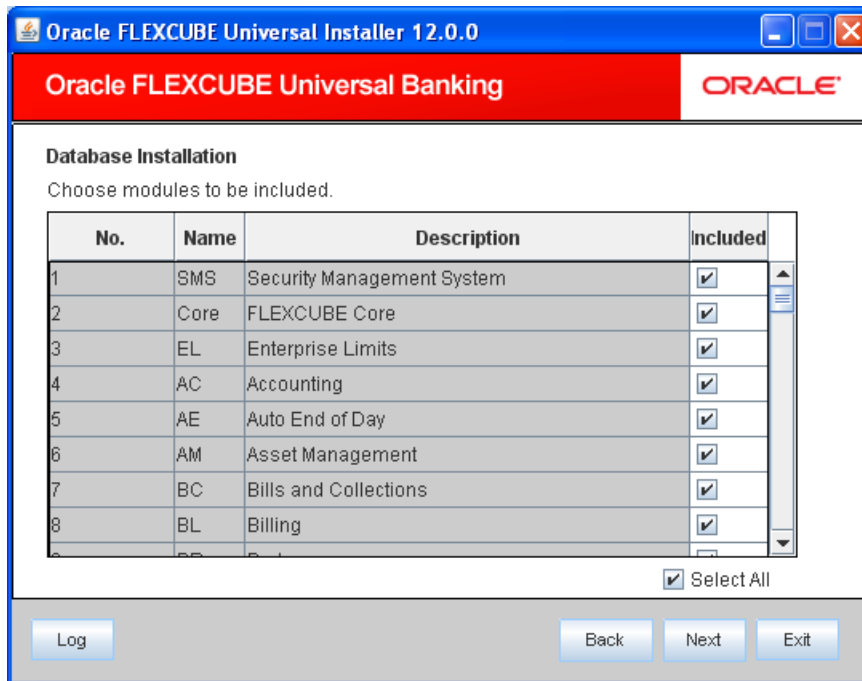 Oracle FLEXCUBE Universal Installer 12.0.0
Oracle FLEXCUBE Universal Banking
ORACLE
Database Installation
Choose modules to be included.
No. Name Description Included
1 SMS Security Management System
2 Core FLEXCUBE Core
3 EL Enterprise Limits
4 AC Accounting
5 AE Auto End of Day
6 AM Asset Management
7 BC Bills and Collections
8 BL Billing
Select All
Log Back Next Exit